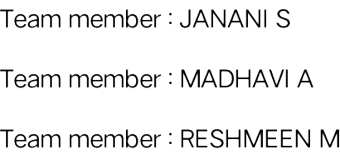 Team member : JANANI S
Team member : MADHAVI A
Team member : RESHMEEN M